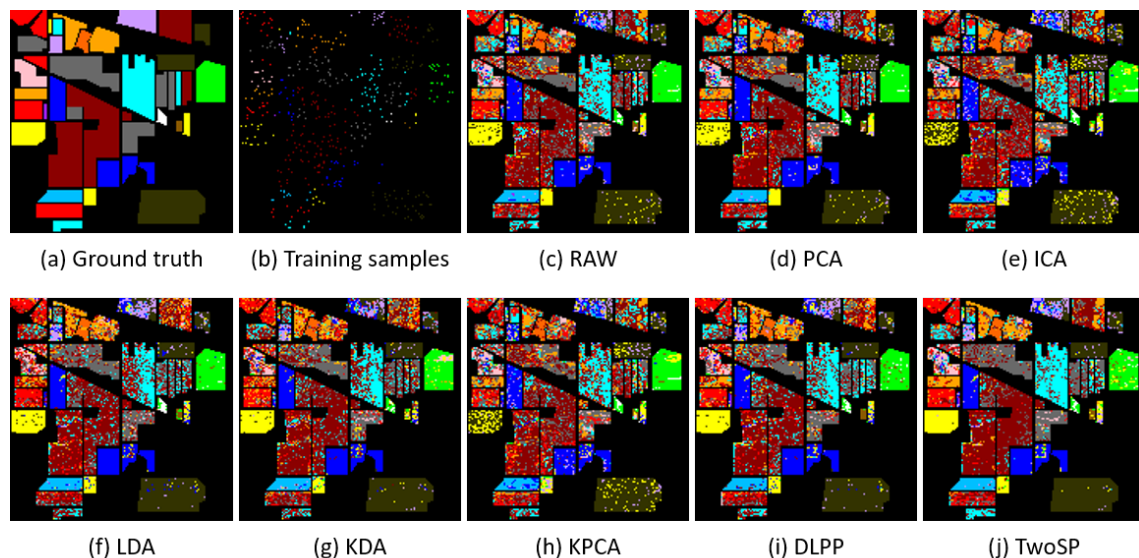 (a) Ground truth
(b) Training samples
(c) RAW
(d) PCA
(e) ICA
(f) LDA
(g) KDA
(h) KPCA
(i) DLPP
(j) TwoSP